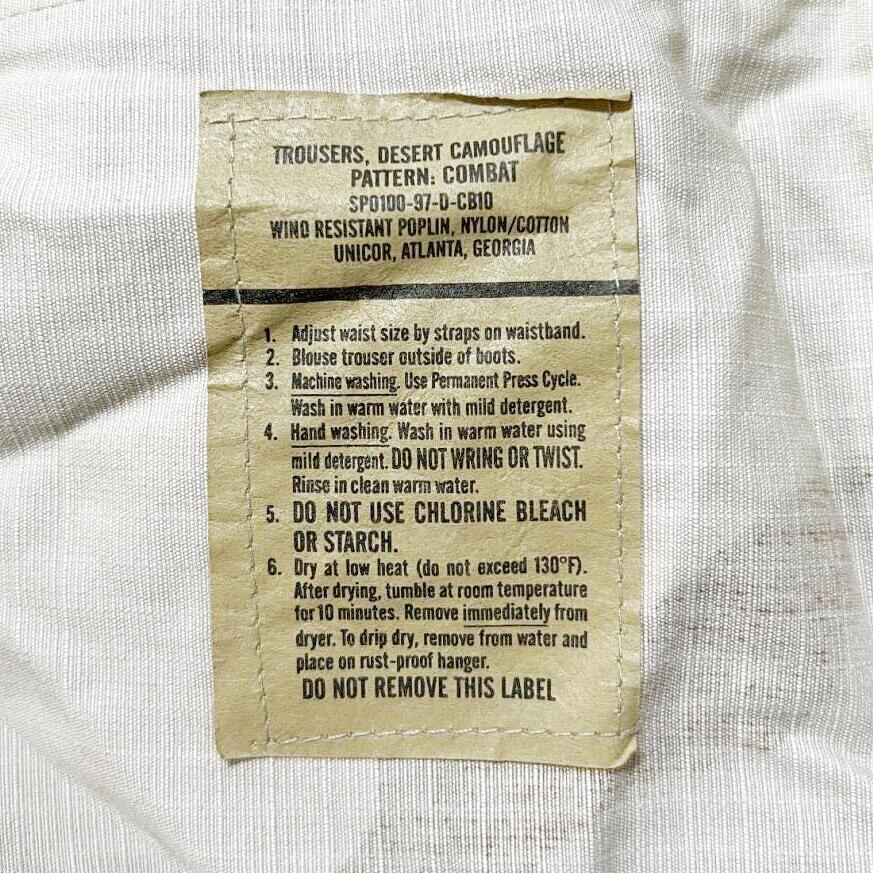 TROUSERS, DESERT CAMOUFLAGE
PATTERN: COMBAT
SP0100-97-D-CB10
WIND RESISTANT POPLIN, NYLON/COTTON
UNICOR, ATLANTA, GEORGIA
1. Adjust waist size by straps on waistband.
2. Blouse trouser outside of boots.
3. Machine washing. Use Permanent Press Cycle.
Wash in warm water with mild detergent.
4. Hand washing. Wash in warm water using
mild detergent. DO NOT WRING OR TWIST.
Rinse in clean warm water.
5. DO NOT USE CHLORINE BLEACH
OR STARCH.
6. Dry at low heat (do not exceed 130°F).
After drying, tumble at room temperature
for 10 minutes. Remove immediately from
dryer. To drip dry, remove from water and
place on rust-proof hanger.
DO NOT REMOVE THIS LABEL